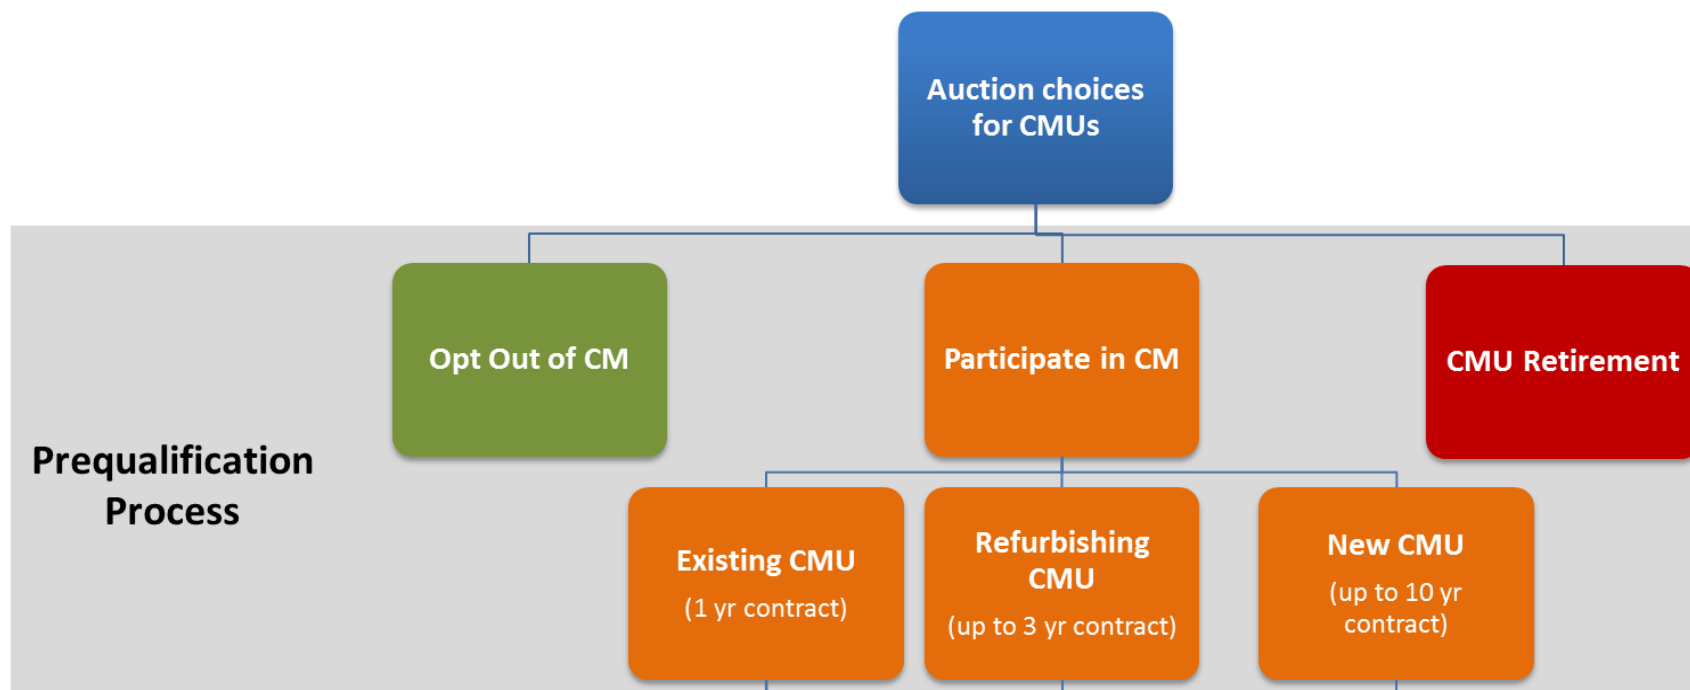 Auction choices
for CMUs
Opt Out of CM
Participate in CM
CMU Retirement
Prequalification
Process
Existing CMU
(1 yr contract)
Refurbishing
CMU
(up to 3 yr contract)
New CMU
(up to 10 yr
contract)